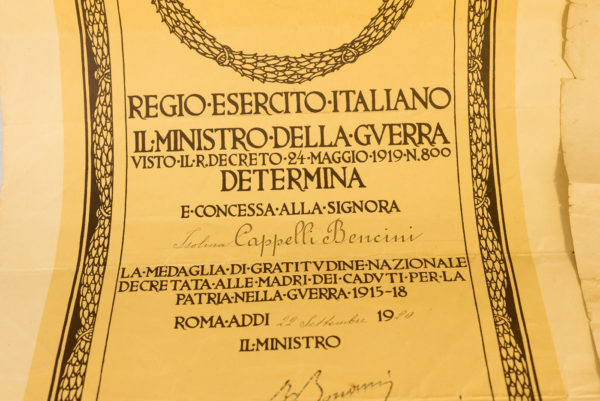 REGIO·ESERCITO·ITALIANO
IL·MINISTRO·DELLA·GVERRA
VISTO·IL·R.DECRETO·24·MAGGIO·1919·N.800
DETERMINA
E·CONCESSA·ALLA·SIGNORA
Isolina Cappelli Bencini
LA·MEDAGLIA·DI·GRATITVDINE·NAZIONALE
DECRETATA·ALLE·MADRI·DEI·CADVTI·PER·LA
PATRIA·NELLA·GVERRA·1915-18
ROMA·ADDI 22 Settembre 1920
IL·MINISTRO